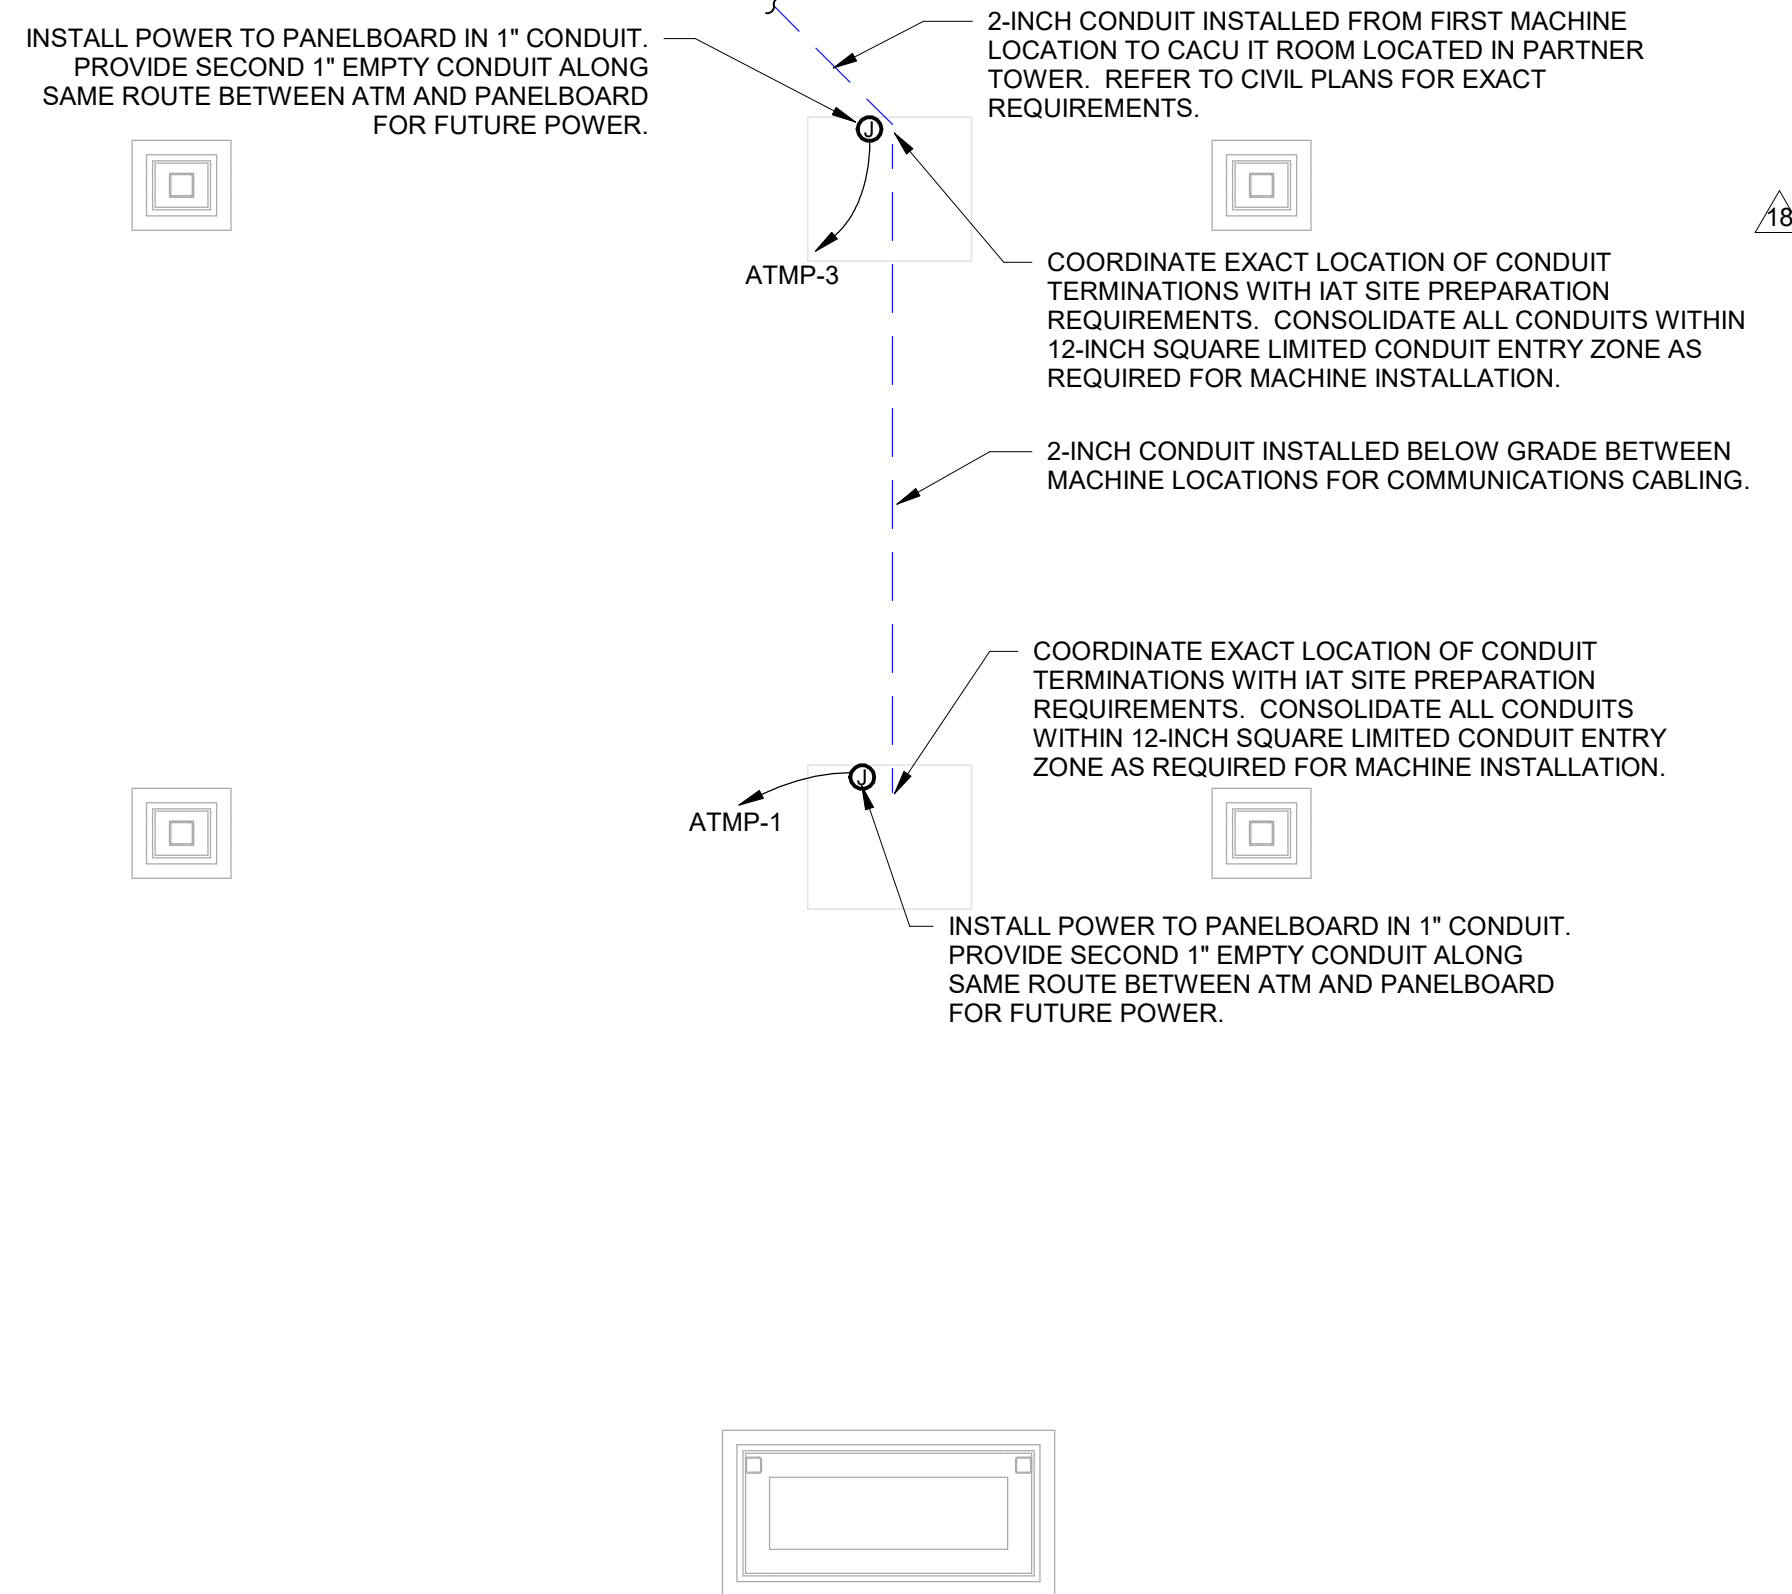 INSTALL POWER TO PANELBOARD IN 1" CONDUIT.
PROVIDE SECOND 1" EMPTY CONDUIT ALONG
SAME ROUTE BETWEEN ATM AND PANELBOARD
FOR FUTURE POWER.
2-INCH CONDUIT INSTALLED FROM FIRST MACHINE
LOCATION TO CACU IT ROOM LOCATED IN PARTNER
TOWER.  REFER TO CIVIL PLANS FOR EXACT
REQUIREMENTS.
J
18
ATMP-3
COORDINATE EXACT LOCATION OF CONDUIT
TERMINATIONS WITH IAT SITE PREPARATION
REQUIREMENTS.  CONSOLIDATE ALL CONDUITS WITHIN
12-INCH SQUARE LIMITED CONDUIT ENTRY ZONE AS
REQUIRED FOR MACHINE INSTALLATION.
2-INCH CONDUIT INSTALLED BELOW GRADE BETWEEN
MACHINE LOCATIONS FOR COMMUNICATIONS CABLING.
COORDINATE EXACT LOCATION OF CONDUIT
TERMINATIONS WITH IAT SITE PREPARATION
REQUIREMENTS.  CONSOLIDATE ALL CONDUITS
WITHIN 12-INCH SQUARE LIMITED CONDUIT ENTRY
ZONE AS REQUIRED FOR MACHINE INSTALLATION.
J
ATMP-1
INSTALL POWER TO PANELBOARD IN 1" CONDUIT.
PROVIDE SECOND 1" EMPTY CONDUIT ALONG
SAME ROUTE BETWEEN ATM AND PANELBOARD
FOR FUTURE POWER.